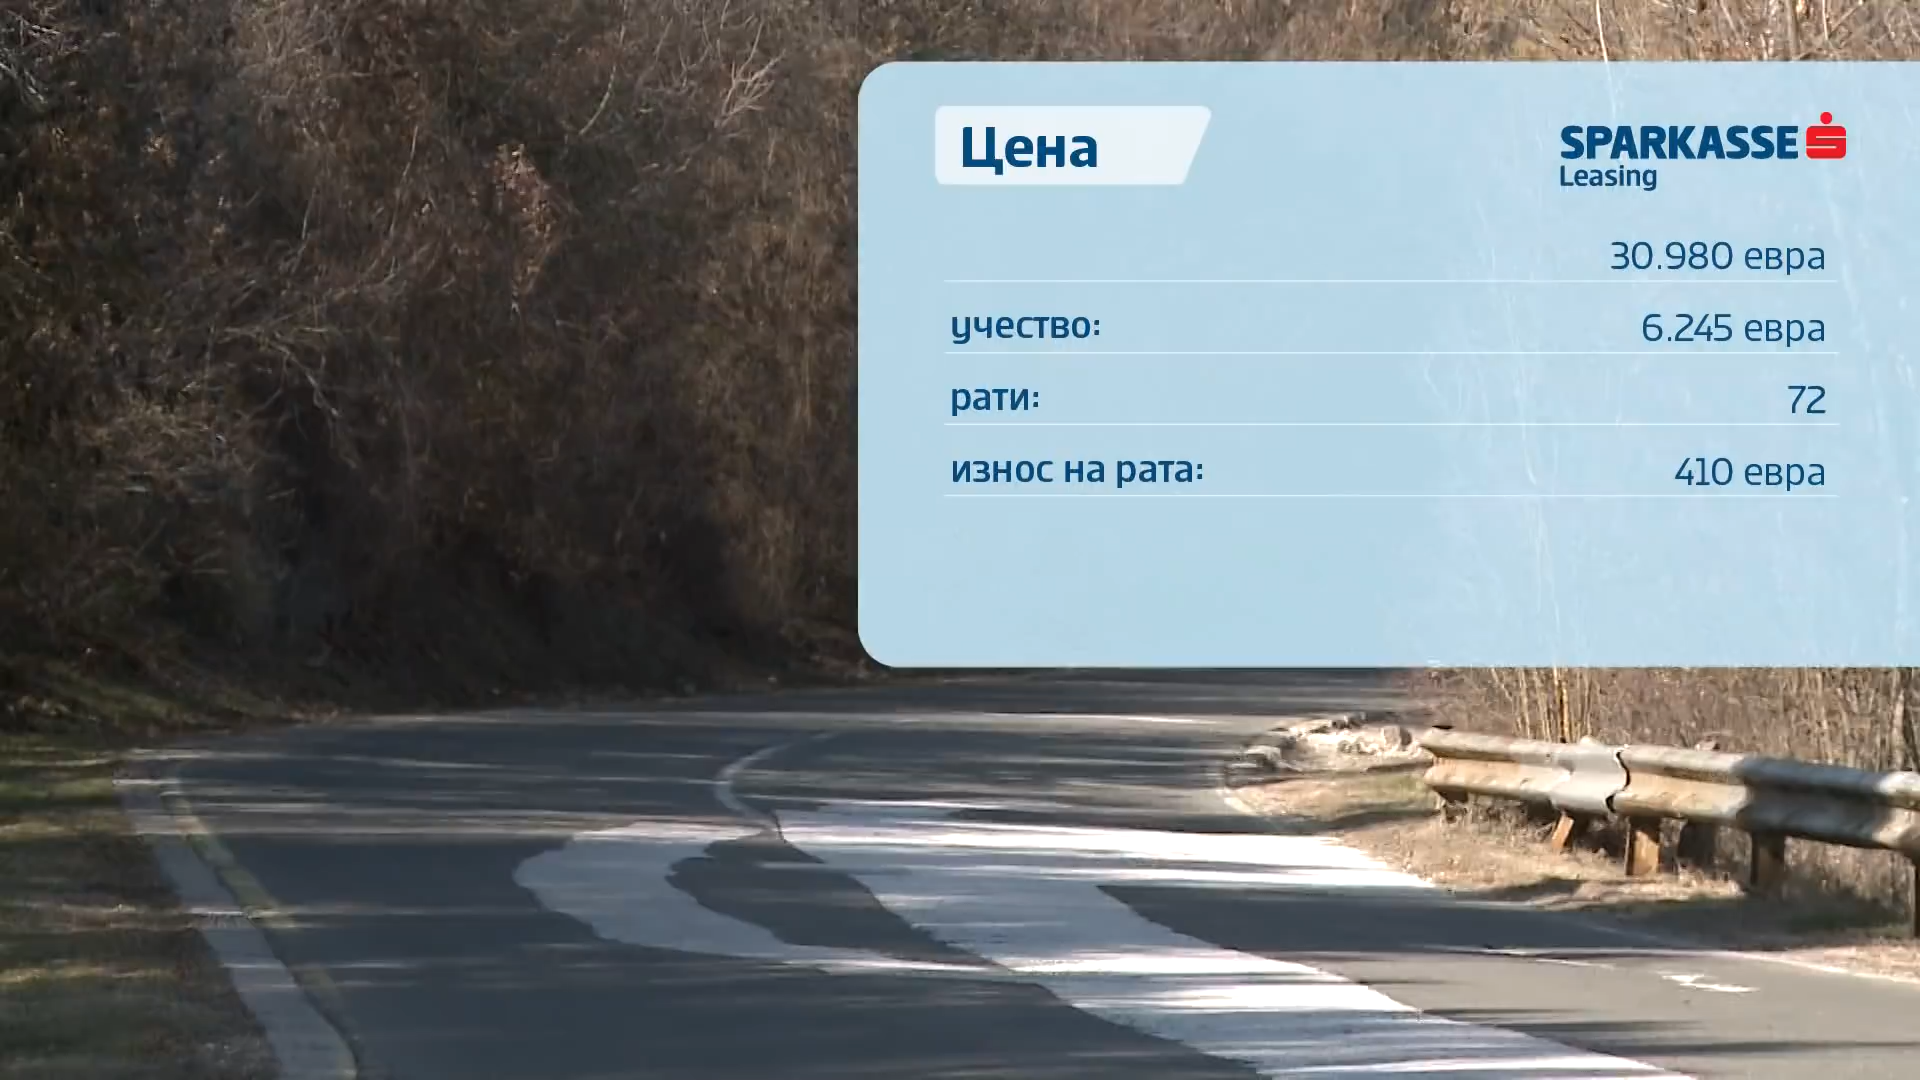 Цена
SPARKASSE
Leasing
30.980 евра
учество: 6.245 евра
рати: 72
износ на рата: 410 евра